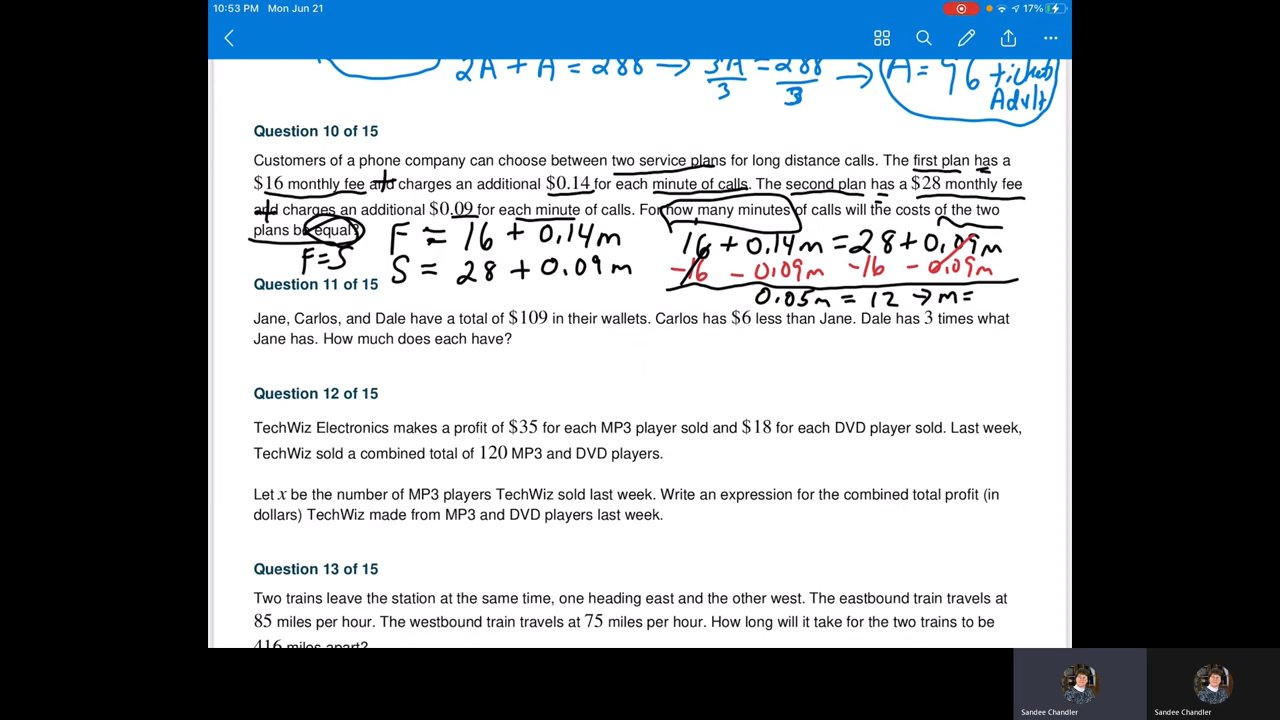 10:53 PM Mon Jun 21
17%
2A + A = 288 → 3A/3 = 288/3 → A = 96 tickets
Adult
Question 10 of 15
Customers of a phone company can choose between two service plans for long distance calls. The first plan has a
$16 monthly fee and charges an additional $0.14 for each minute of calls. The second plan has a $28 monthly fee
and charges an additional $0.09 for each minute of calls. For how many minutes of calls will the costs of the two
plans be equal?
F = 16 + 0.14m
16 + 0.14m = 28 + 0.09m
F = S
S = 28 + 0.09m
-16 - 0.09m -16 - 0.09m
0.05m = 12 → m =
Question 11 of 15
Jane, Carlos, and Dale have a total of $109 in their wallets. Carlos has $6 less than Jane. Dale has 3 times what
Jane has. How much does each have?
Question 12 of 15
TechWiz Electronics makes a profit of $35 for each MP3 player sold and $18 for each DVD player sold. Last week,
TechWiz sold a combined total of 120 MP3 and DVD players.
Let x be the number of MP3 players TechWiz sold last week. Write an expression for the combined total profit (in
dollars) TechWiz made from MP3 and DVD players last week.
Question 13 of 15
Two trains leave the station at the same time, one heading east and the other west. The eastbound train travels at
85 miles per hour. The westbound train travels at 75 miles per hour. How long will it take for the two trains to be
416 miles apart?
Sandee Chandler
Sandee Chandler